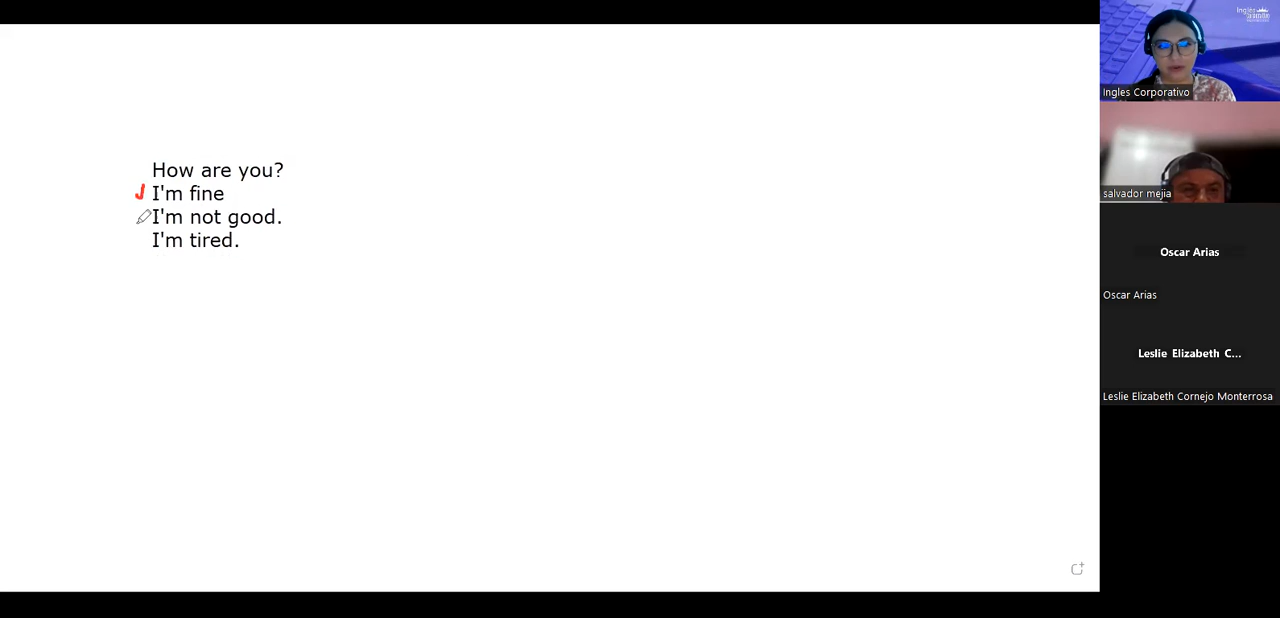 How are you?
I'm fine
I'm not good.
I'm tired.
Ingles Corporativo
salvador mejia
Oscar Arias
Oscar Arias
Leslie Elizabeth C...
Leslie Elizabeth Cornejo Monterrosa